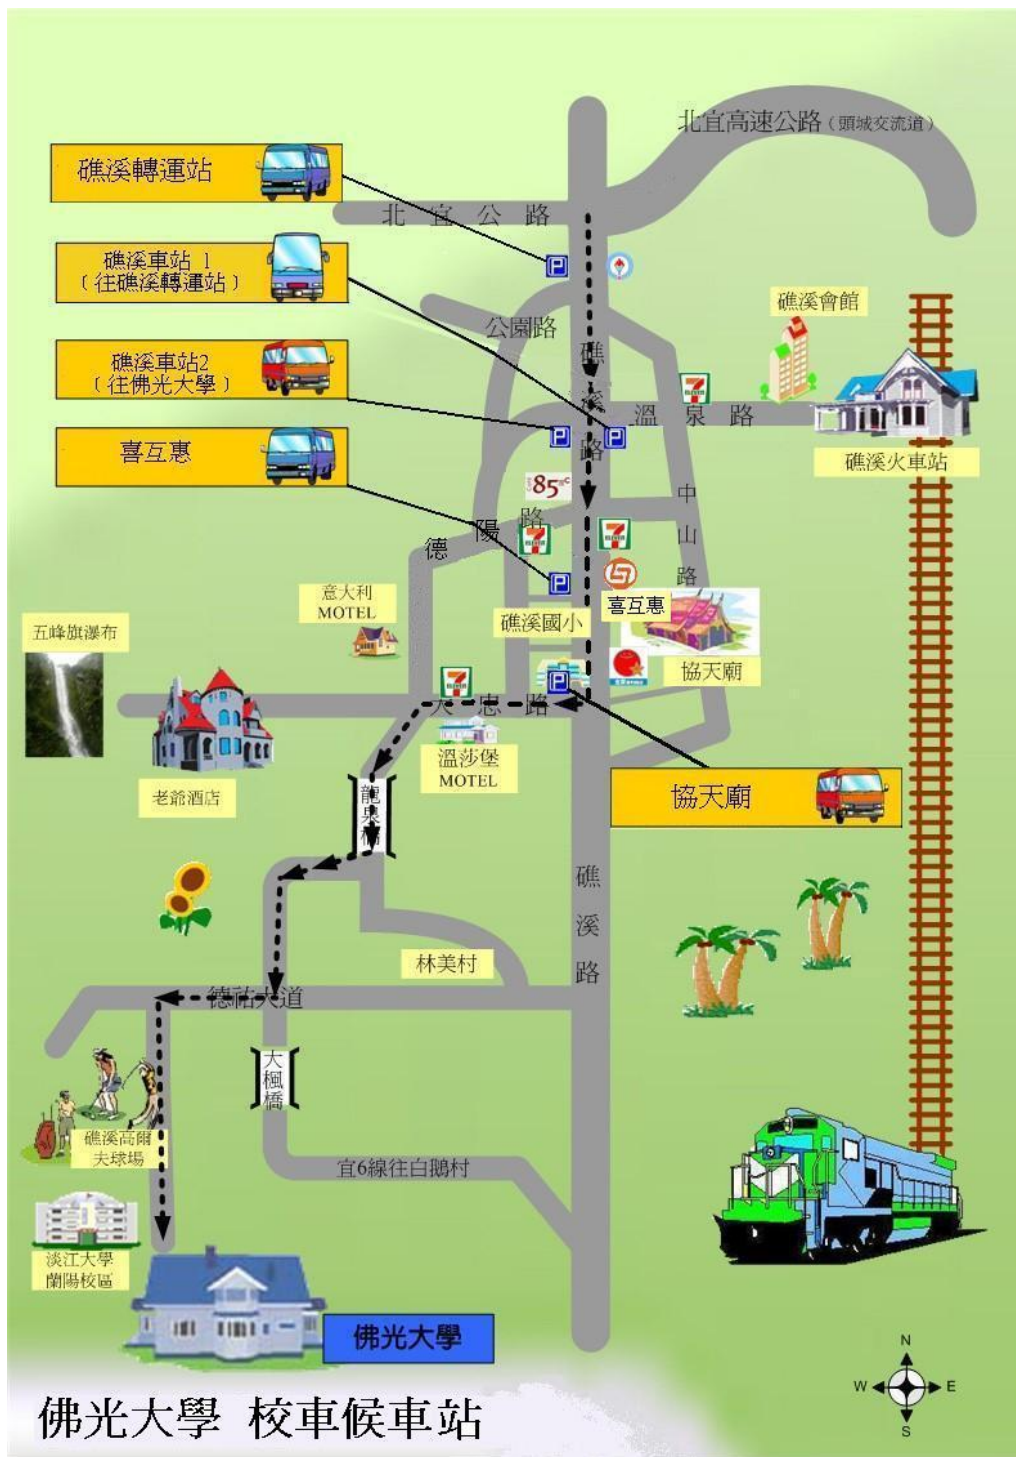 北宜高速公路（頭城交流道）
礁溪轉運站
北宜公路
礁溪車站 1
（往礁溪轉運站）
礁溪會館
公園路
礁溪路
礁溪車站2
（往佛光大學）
溫泉路
喜互惠
礁溪火車站
85°C
中山路
德陽路
7
ELEVEN
意大利
MOTEL
喜互惠
五峰旗瀑布
礁溪國小
協天廟
大忠路
溫莎堡
MOTEL
老爺酒店
龍泉橋
協天廟
礁溪路
林美村
德祐大道
大楓橋
礁溪高爾
夫球場
宜6線往白鵝村
淡江大學
蘭陽校區
佛光大學
N
W
E
S
佛光大學 校車候車站